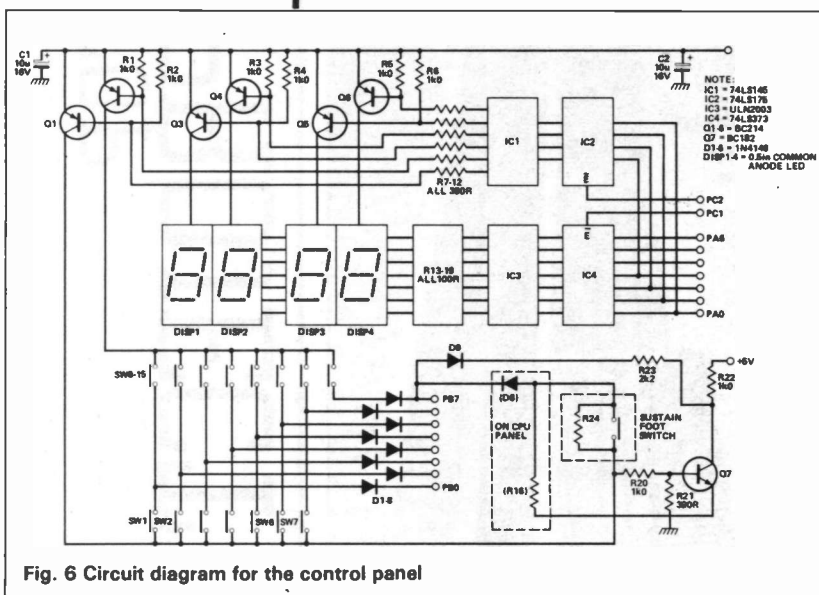 C1
10u
16V
R1
1k0
R2
1k0
R3
1k0
R4
1k0
R5
1k0
R6
1k0
C2
10u
16V
Q1
Q4
Q3
Q6
Q5
R7-12
ALL 390R
IC1
IC2
E
NOTE:
IC1 = 74LS145
IC2 = 74LS175
IC3 = ULN2003
IC4 = 74LS373
Q1-6 = BC214
Q7 = BC182
D1-8 = 1N4148
DISP1-4 = 0.5in COMMON
ANODE LED
PC2
PC1
E
PA6
PA0
R13-19
ALL100R
IC3
IC4
DISP1
DISP2
DISP3
DISP4
SW8-15
D9
R23
2k2
+5V
R22
1k0
PB7
(D8)
ON CPU
PANEL
R24
SUSTAIN
FOOT
SWITCH
Q7
(R16)
R20
1k0
R21
390R
PB0
D1-8
SW1
SW2
SW6
SW7
Fig. 6 Circuit diagram for the control panel